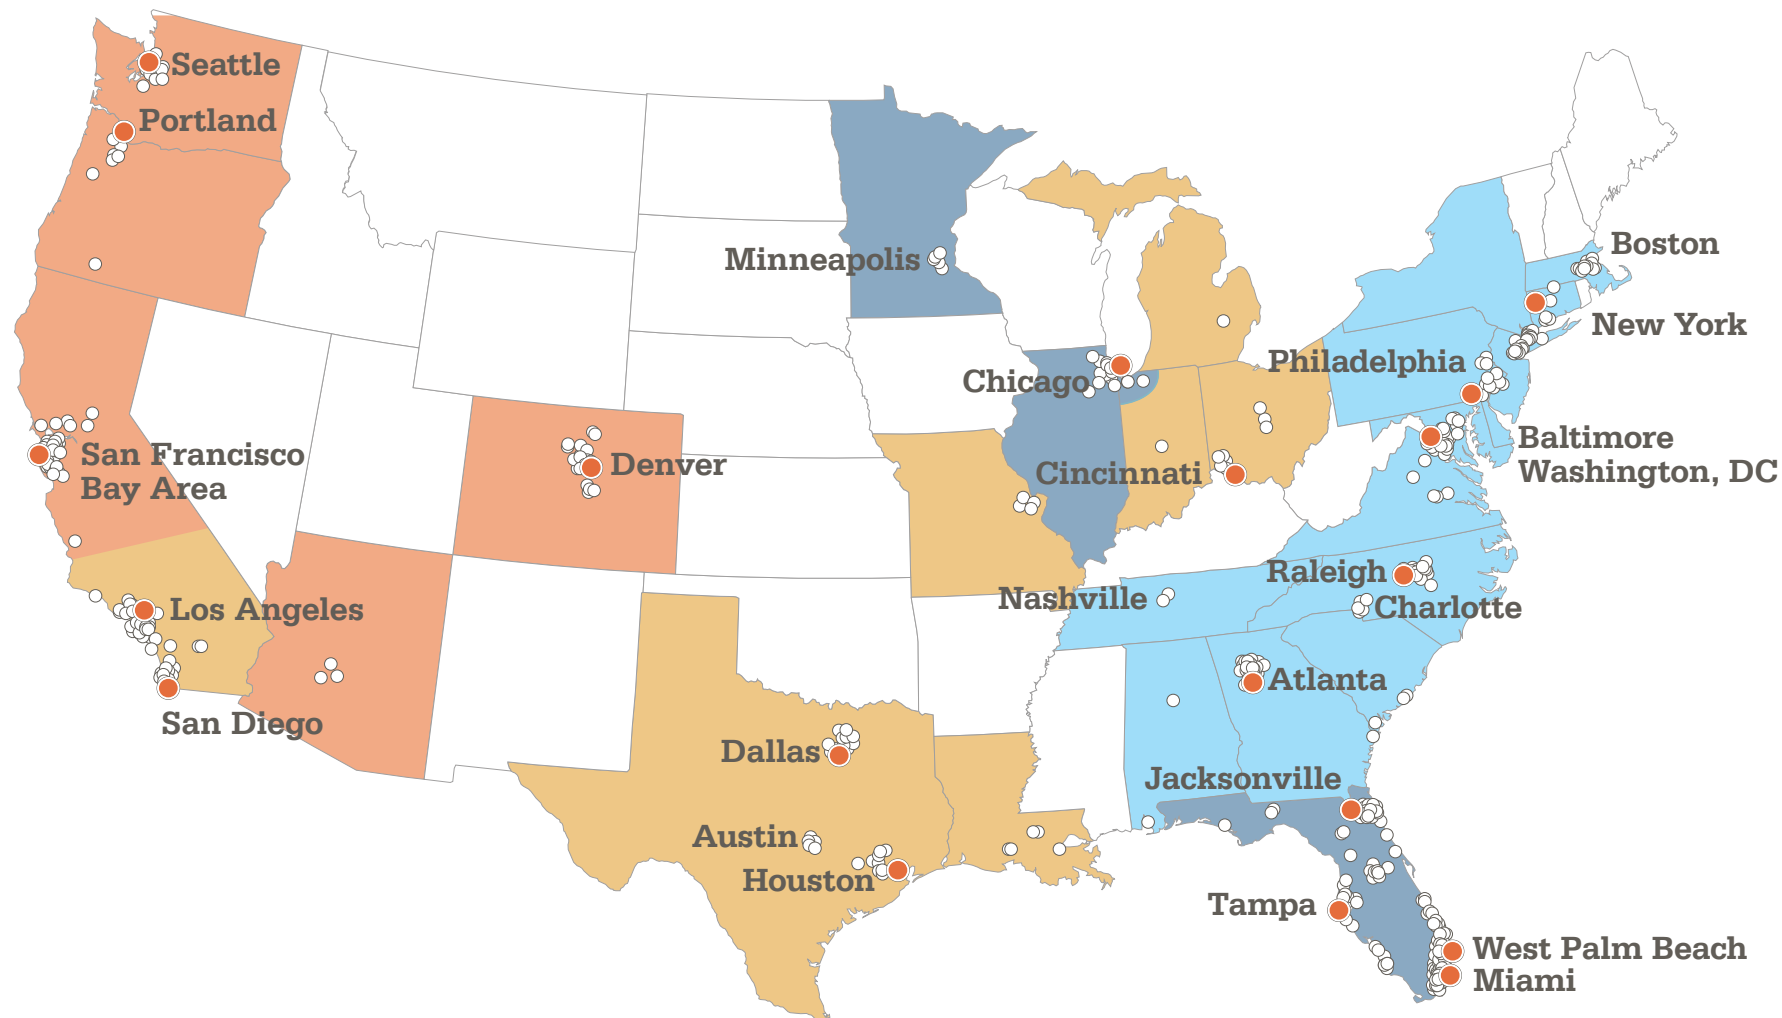 Seattle
Portland
Boston
Minneapolis
New York
Philadelphia
Chicago
Baltimore
Washington, DC
San Francisco
Bay Area
Denver
Cincinnati
Raleigh
Nashville
Charlotte
Los Angeles
Atlanta
San Diego
Dallas
Jacksonville
Austin
Houston
Tampa
West Palm Beach
Miami